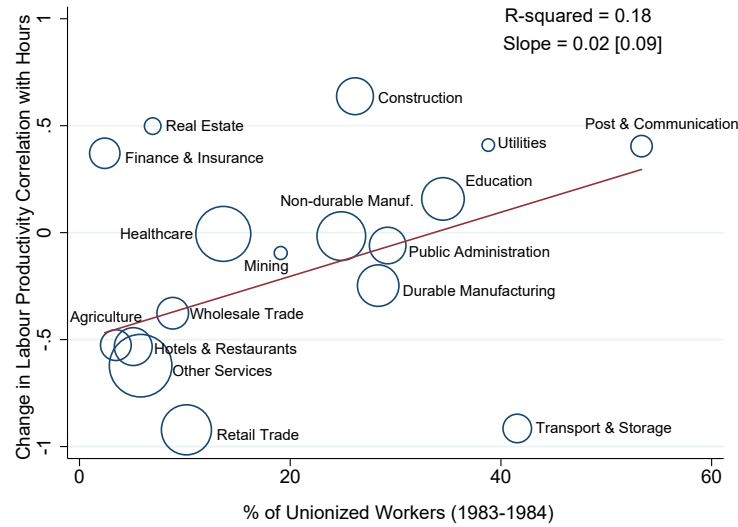 R-squared = 0.18
Slope = 0.02 [0.09]
Change in Labour Productivity Correlation with Hours
1
.5
0
-.5
-1
Construction
Real Estate
Post & Communication
Utilities
Finance & Insurance
Education
Non-durable Manuf.
Healthcare
Public Administration
Mining
Durable Manufacturing
Agriculture
Wholesale Trade
Hotels & Restaurants
Other Services
Retail Trade
Transport & Storage
0
20
40
60
% of Unionized Workers (1983-1984)